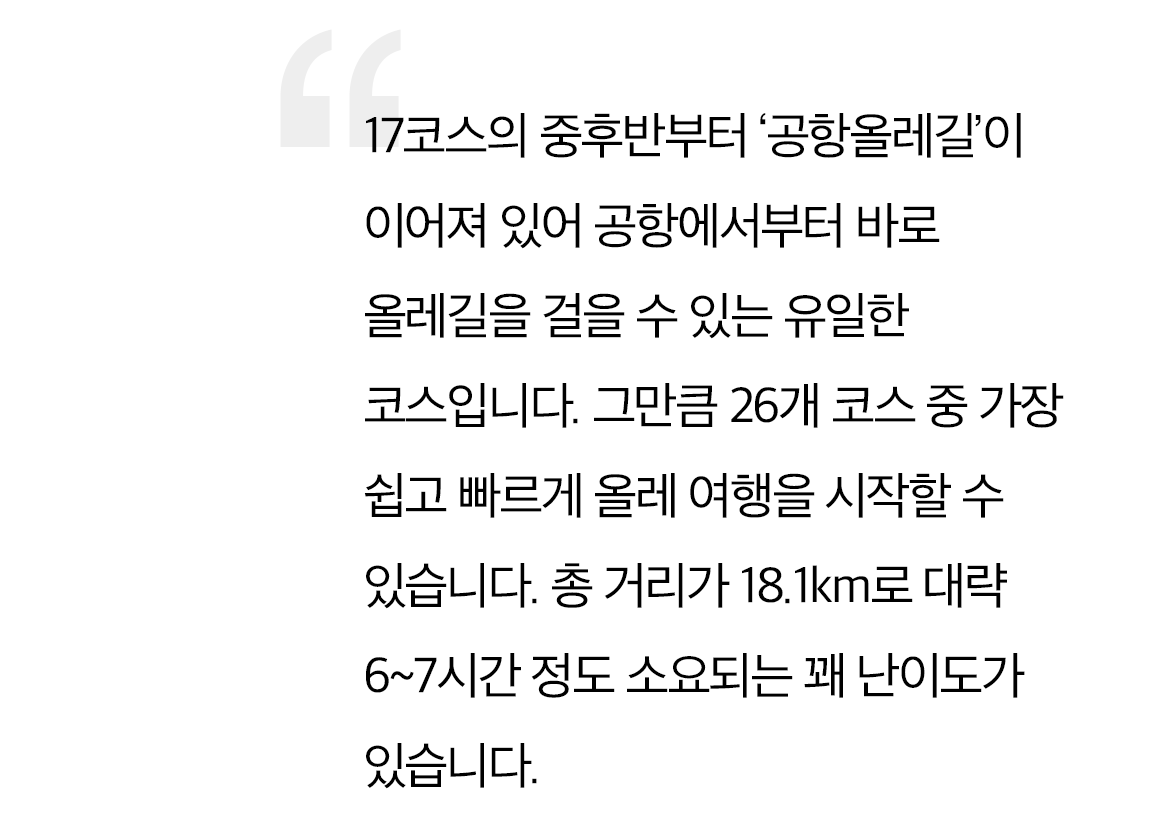 17코스의 중후반부터 ‘공항올레길’이
이어져 있어 공항에서부터 바로
올레길을 걸을 수 있는 유일한
코스입니다. 그만큼 26개 코스 중 가장
쉽고 빠르게 올레 여행을 시작할 수
있습니다. 총 거리가 18.1km로 대략
6~7시간 정도 소요되는 꽤 난이도가
있습니다.